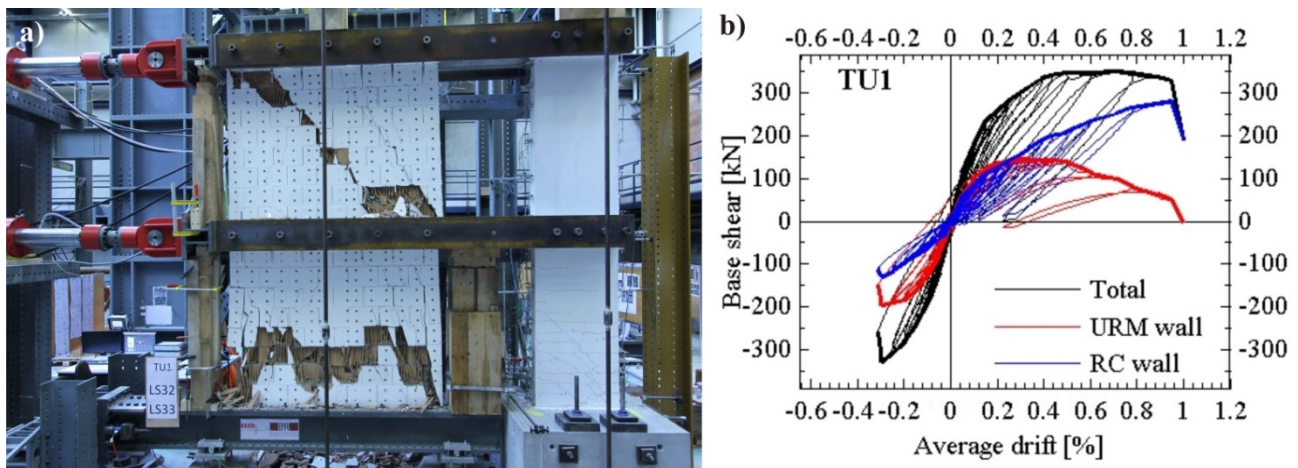 a)
TU1
LS32
LS33
b)
-0.6 -0.4 -0.2 0 0.2 0.4 0.6 0.8 1 1.2
TU1
Base shear [kN]
300 300
200 200
100 100
0 0
-100 -100
-200 -200
-300 -300
Total
URM wall
RC wall
-0.6 -0.4 -0.2 0 0.2 0.4 0.6 0.8 1 1.2
Average drift [%]